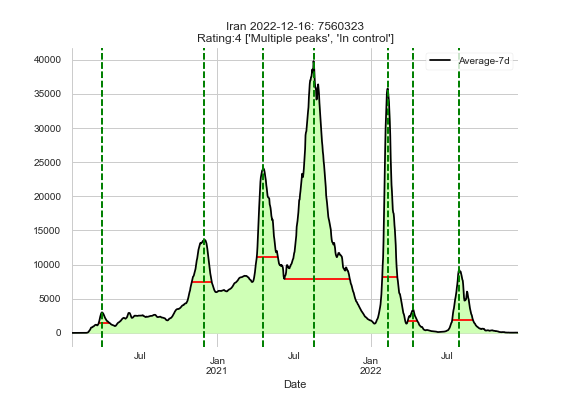 Iran 2022-12-16: 7560323
Rating:4 ['Multiple peaks', 'In control']
Average-7d
40000
35000
30000
25000
20000
15000
10000
5000
0
Jul
Jan
2021
Jul
Jan
2022
Jul
Date